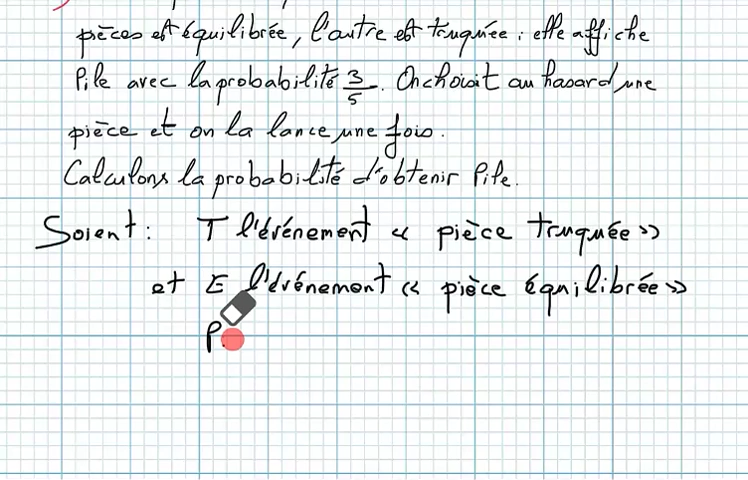 pièces est équilibrée, l'autre est truquée ; elle affiche
Pile avec la probabilité 3/5. On choisit au hasard une
pièce et on la lance une fois.
Calculons la probabilité d'obtenir Pile.
Soient : T l'événement « pièce truquée »
et E l'événement « pièce équilibrée »
P